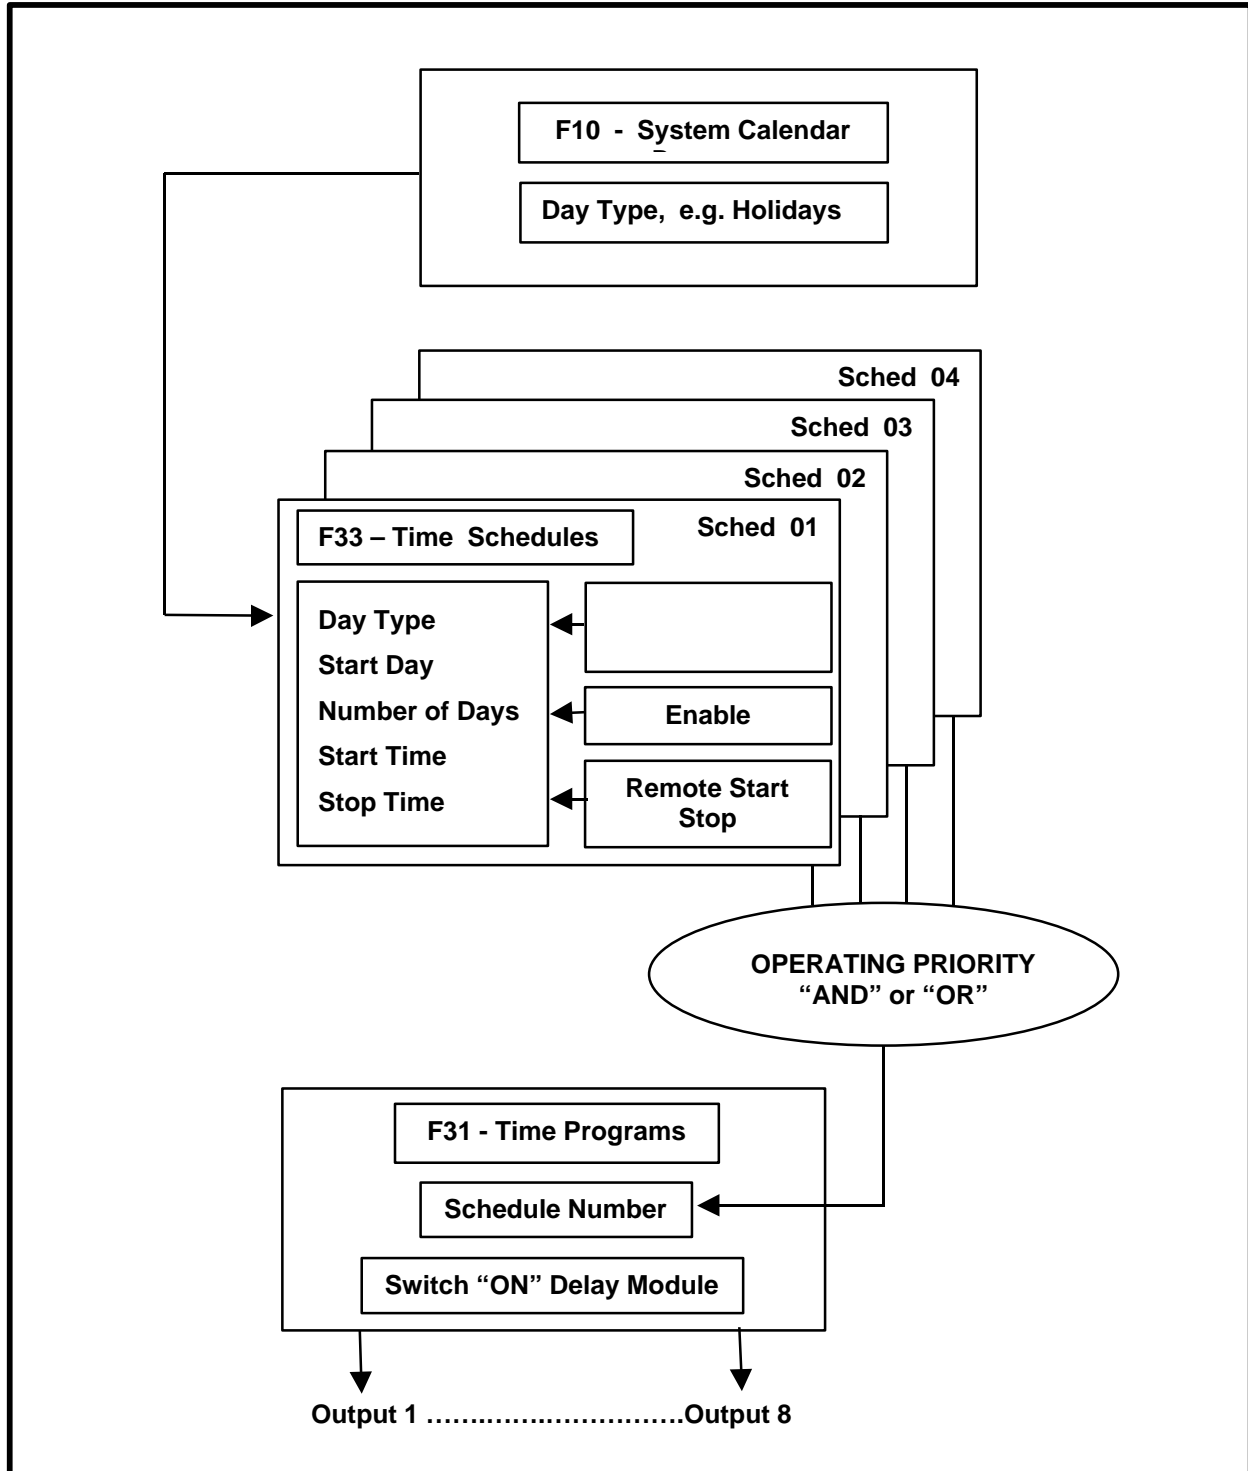 F10 - System Calendar
Day Type, e.g. Holidays
Sched 04
Sched 03
Sched 02
Sched 01
F33 – Time Schedules
Day Type
Start Day
Number of Days
Start Time
Stop Time
Enable
Remote Start
Stop
OPERATING PRIORITY
“AND” or “OR”
F31 - Time Programs
Schedule Number
Switch “ON” Delay Module
Output 1 …….…….…………….Output 8